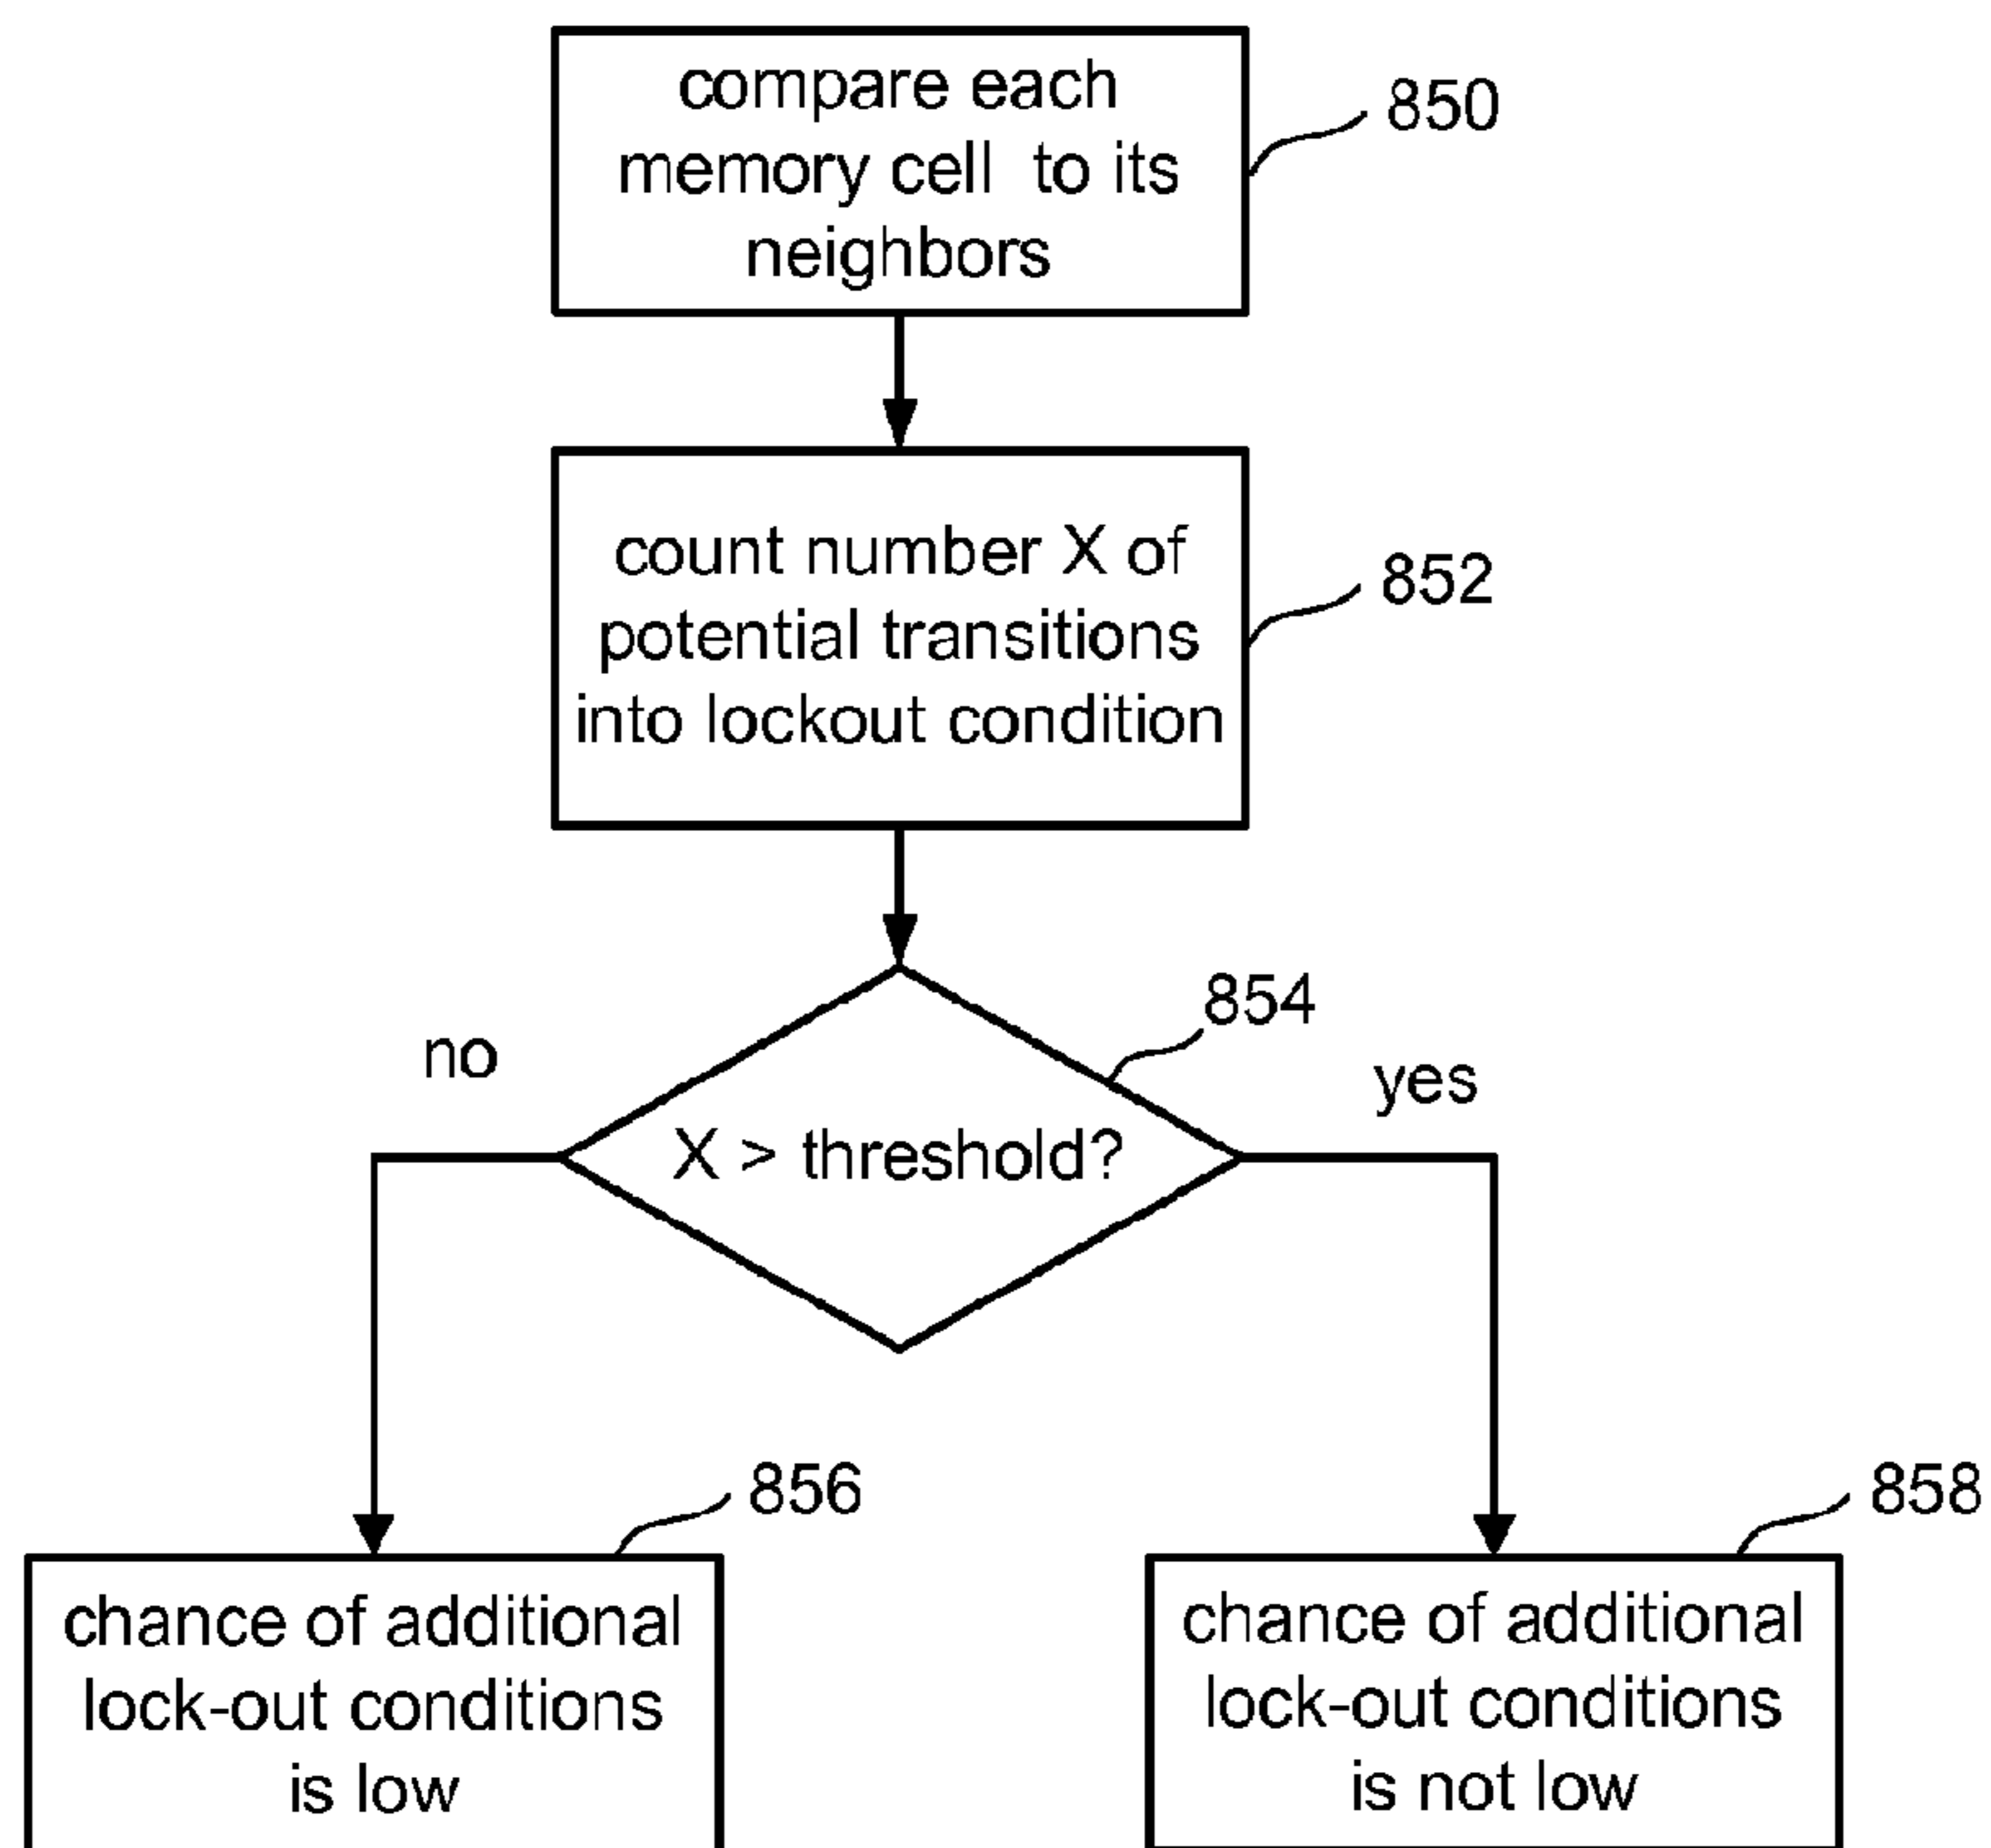 compare each
memory cell to its
neighbors
850
count number X of
potential transitions
into lockout condition
852
854
no
yes
X > threshold?
856
858
chance of additional
lock-out conditions
is low
chance of additional
lock-out conditions
is not low